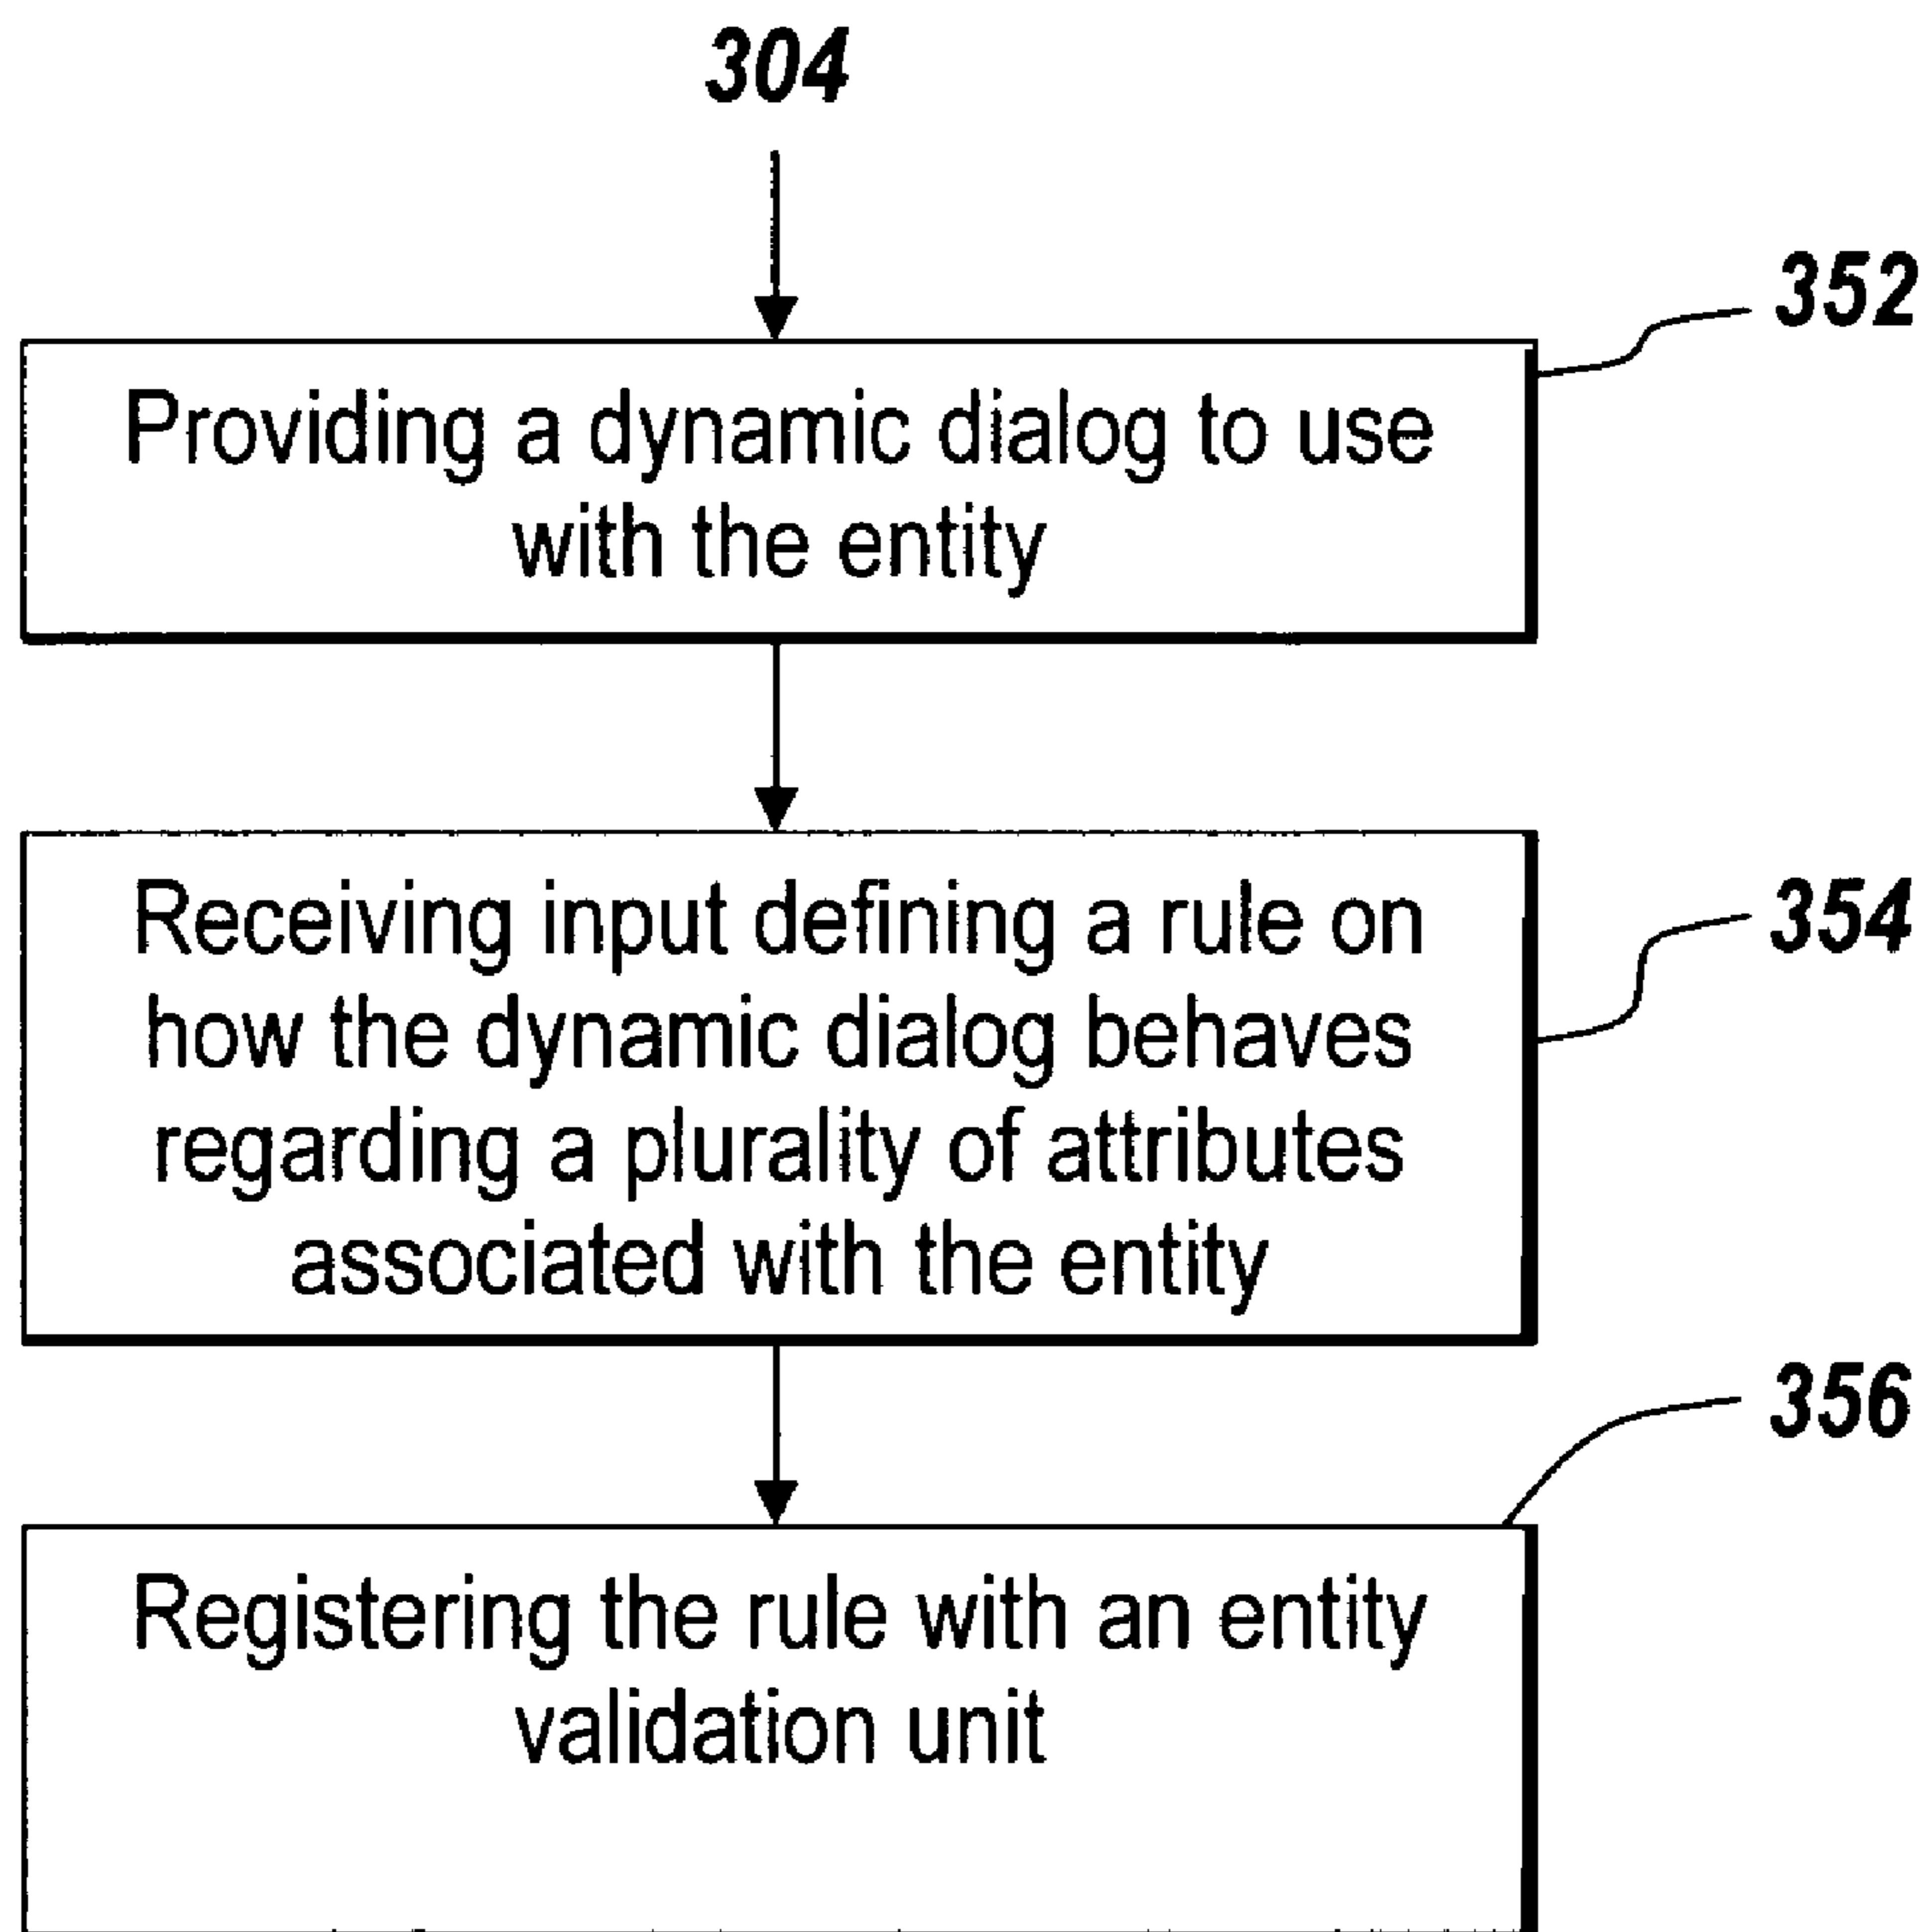 304
352
Providing a dynamic dialog to use
with the entity
354
Receiving input defining a rule on
how the dynamic dialog behaves
regarding a plurality of attributes
associated with the entity
356
Registering the rule with an entity
validation unit